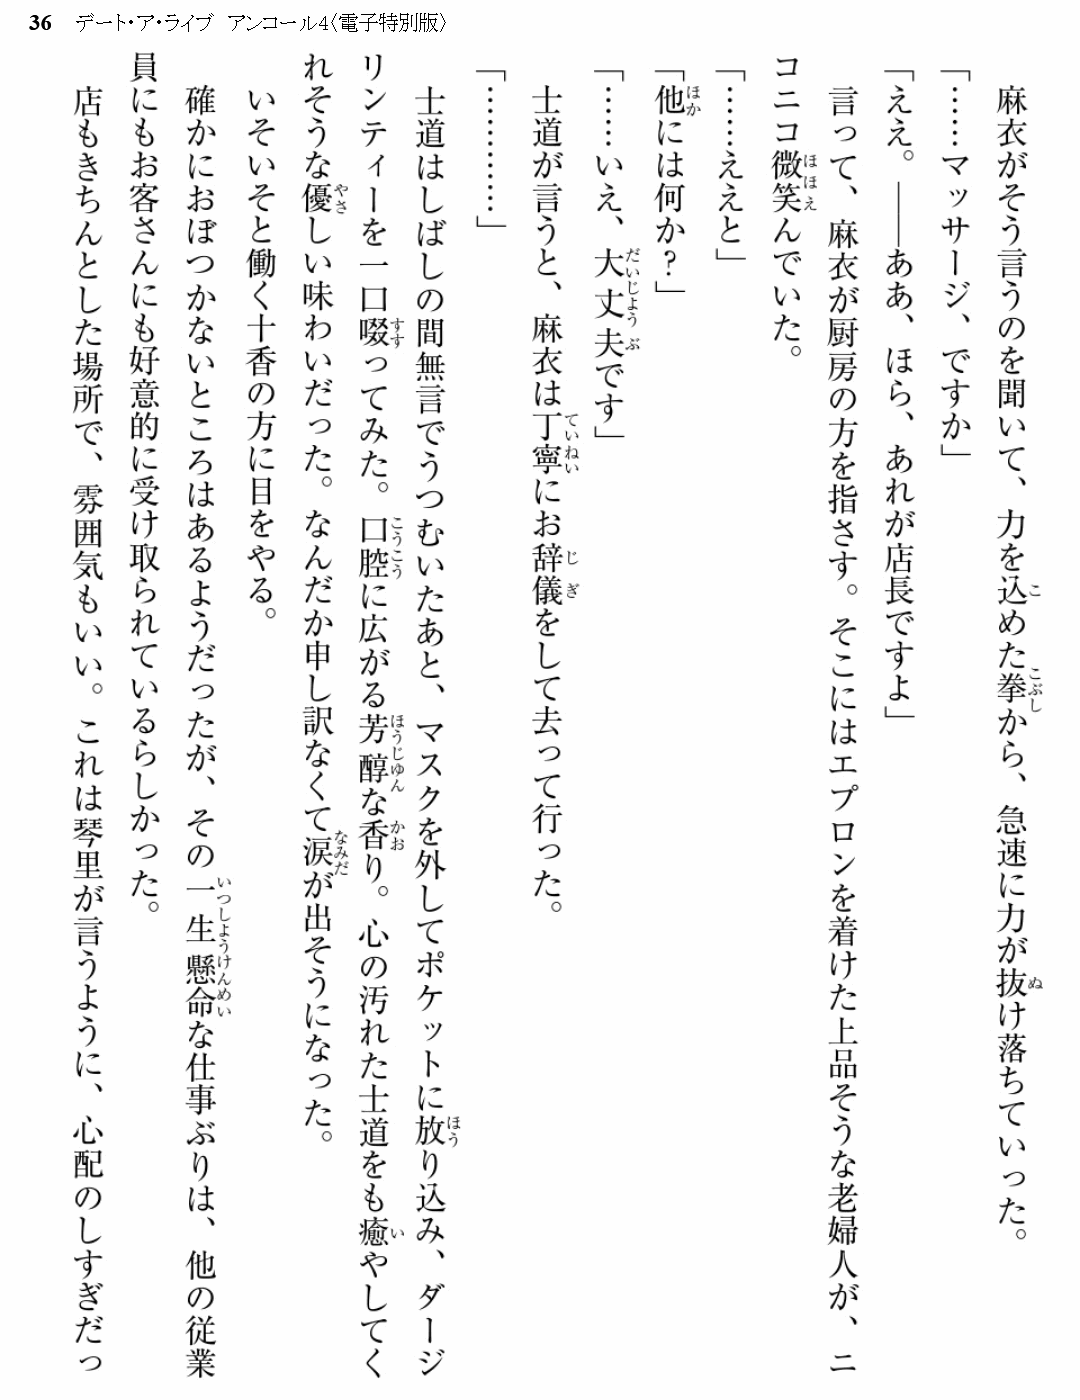 36 デート・ア・ライブ アンコール4〈電子特別版〉
麻衣がそう言うのを聞いて、力を込めた拳から、急速に力が抜け落ちていった。
「……マッサージ、ですか」
「ええ。――ああ、ほら、あれが店長ですよ」
言って、麻衣が厨房の方を指さす。そこにはエプロンを着けた上品そうな老婦人が、ニ
コニコ微笑んでいた。
「……ええと」
「他には何か？」
「……いえ、大丈夫です」
士道が言うと、麻衣は丁寧にお辞儀をして去って行った。
「…………」
士道はしばしの間無言でうつむいたあと、マスクを外してポケットに放り込み、ダージ
リンティーを一口啜ってみた。口腔に広がる芳醇な香り。心の汚れた士道をも癒やしてく
れそうな優しい味わいだった。なんだか申し訳なくて涙が出そうになった。
いそいそと働く十香の方に目をやる。
確かにおぼつかないところはあるようだったが、その一生懸命な仕事ぶりは、他の従業
員にもお客さんにも好意的に受け取られているらしかった。
店もきちんとした場所で、雰囲気もいい。これは琴里が言うように、心配のしすぎだっ